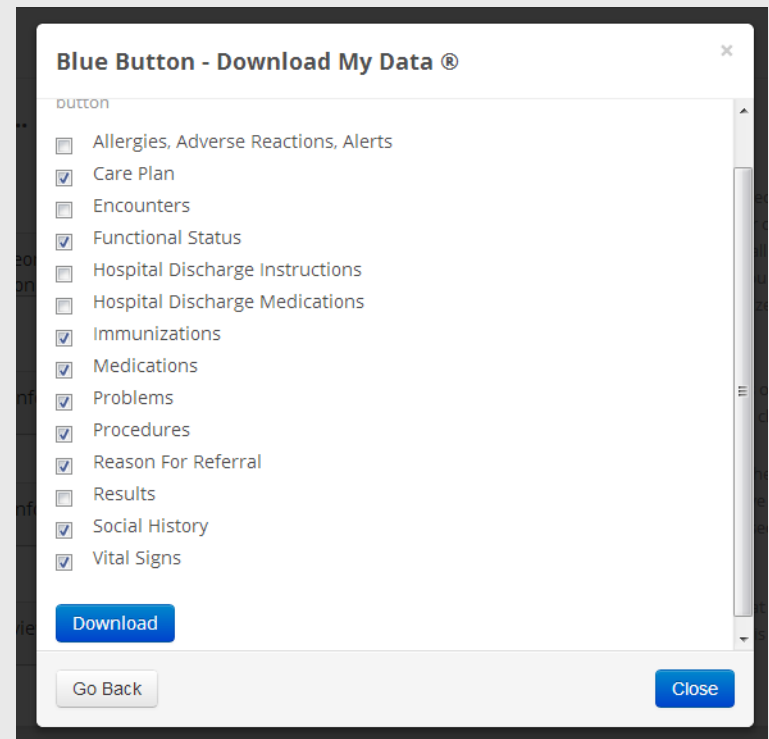 Blue Button - Download My Data ®
×
button
Allergies, Adverse Reactions, Alerts
Care Plan
Encounters
Functional Status
Hospital Discharge Instructions
Hospital Discharge Medications
Immunizations
Medications
Problems
Procedures
Reason For Referral
Results
Social History
Vital Signs
Download
Go Back
Close